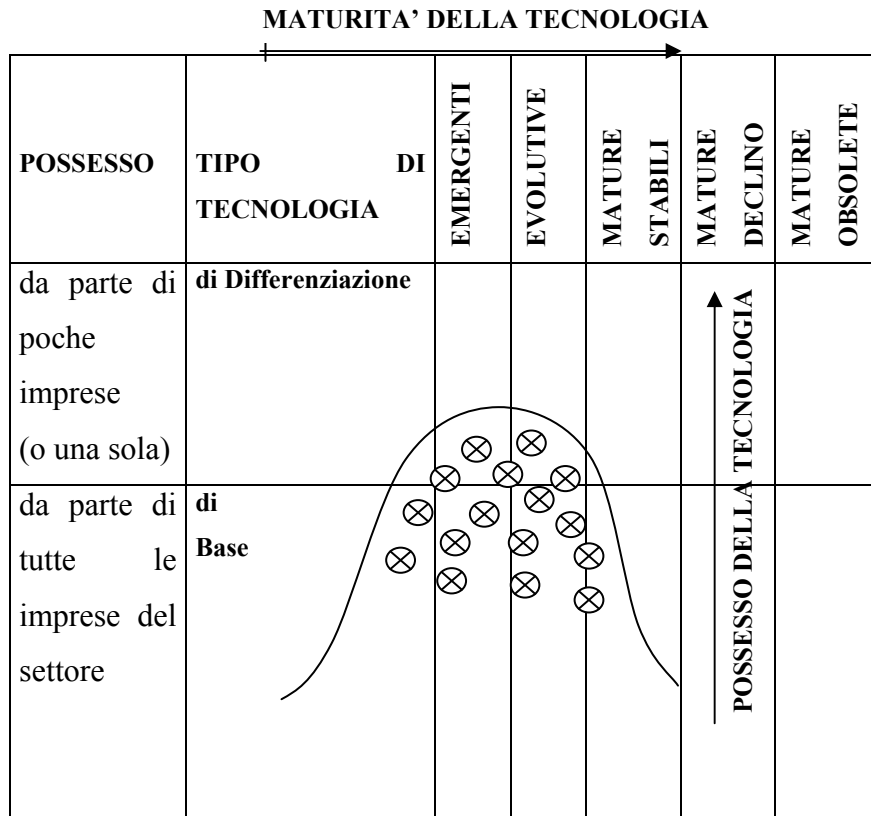 MATURITA’ DELLA TECNOLOGIA
POSSESSO
TIPO DI
TECNOLOGIA
EMERGENTI
EVOLUTIVE
MATURE
STABILI
MATURE
DECLINO
MATURE
OBSOLETE
da parte di
poche
imprese
(o una sola)
di Differenziazione
da parte di
tutte le
imprese del
settore
di
Base
POSSESSO DELLA TECNOLOGIA